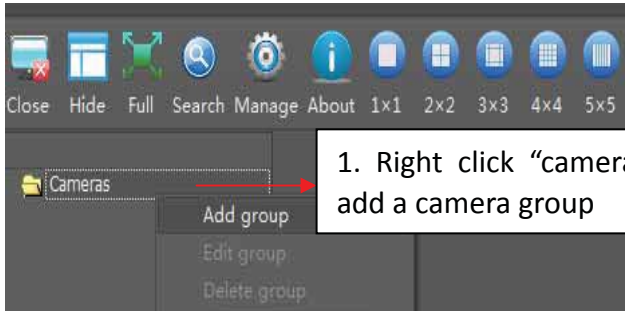 Close Hide Full Search Manage About 1×1 2×2 3×3 4×4 5×5
1. Right click “camera
add a camera group
Cameras
Add group
Edit group
Delete group